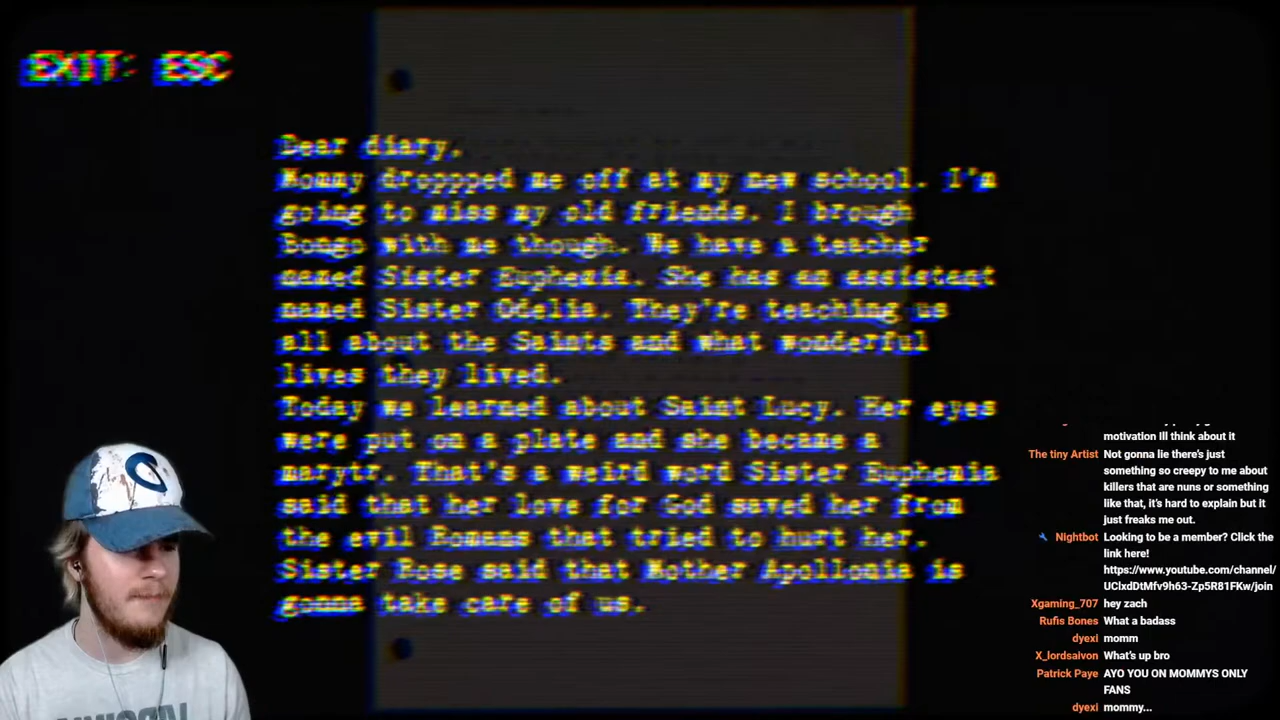 EXIT: ESC
Dear diary,
Mommy droppped me off at my new school. I'm
going to miss my old friends. I brough
Bongo with me though. We have a teacher
named Sister Euphemia. She has an assistant
named Sister Odelia. They're teaching us
all about the Saints and what wonderful
lives they lived.
Today we learned about Saint Lucy. Her eyes
were put on a plate and she became a
marytr. That's a weird word Sister Euphemia
said that her love for God saved her from
the evil Romans that tried to hurt her.
Sister Rose said that Mother Apollonia is
gonna take care of us.
motivation Ill think about it
The tiny Artist Not gonna lie there's just
something so creepy to me about
killers that are nuns or something
like that, it's hard to explain but it
just freaks me out.
Nightbot Looking to be a member? Click the
link here!
https://www.youtube.com/channel/
UClxdDtMfv9h63-Zp5R81FKw/join
Xgaming_707 hey zach
Rufis Bones What a badass
dyexi momm
X_lordsaivon What's up bro
Patrick Paye AYO YOU ON MOMMYS ONLY
FANS
dyexi mommy...